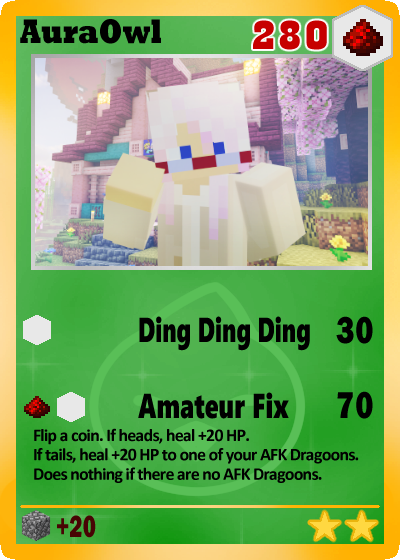 AuraOwl 280
Ding Ding Ding 30
Amateur Fix 70
Flip a coin. If heads, heal +20 HP.
If tails, heal +20 HP to one of your AFK Dragoons.
Does nothing if there are no AFK Dragoons.
+20